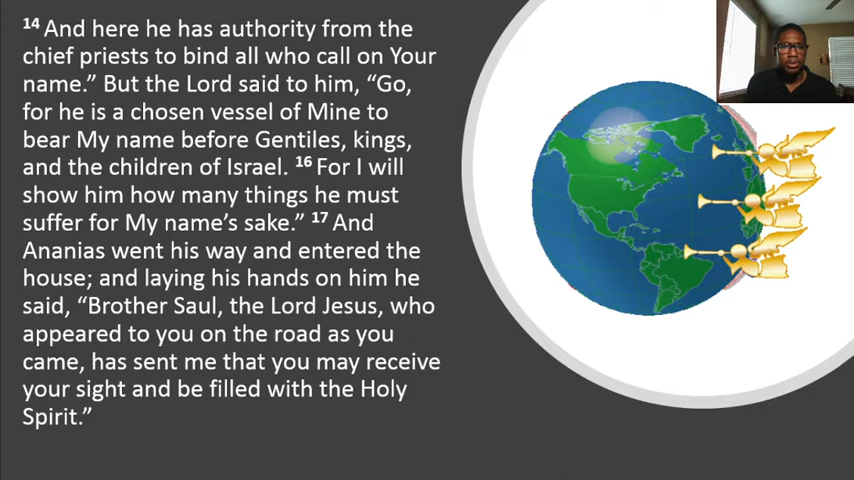 14 And here he has authority from the
chief priests to bind all who call on Your
name.” But the Lord said to him, “Go,
for he is a chosen vessel of Mine to
bear My name before Gentiles, kings,
and the children of Israel. 16 For I will
show him how many things he must
suffer for My name’s sake.” 17 And
Ananias went his way and entered the
house; and laying his hands on him he
said, “Brother Saul, the Lord Jesus, who
appeared to you on the road as you
came, has sent me that you may receive
your sight and be filled with the Holy
Spirit.”